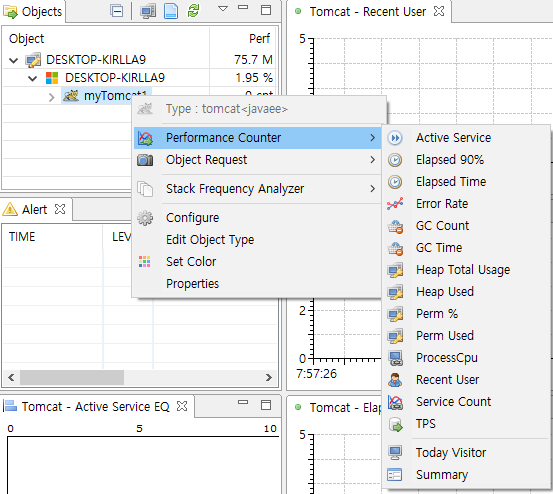 Objects
Object Perf
DESKTOP-KIRLLA9 75.7 M
DESKTOP-KIRLLA9 1.95 %
myTomcat1 0 cnt
Type : tomcat<javaee>
Performance Counter
Object Request
Stack Frequency Analyzer
Configure
Edit Object Type
Set Color
Properties
Active Service
Elapsed 90%
Elapsed Time
Error Rate
GC Count
GC Time
Heap Total Usage
Heap Used
Perm %
Perm Used
ProcessCpu
Recent User
Service Count
TPS
Today Visitor
Summary
Alert
TIME LEV
Tomcat - Recent User
5
0
7:57:26
Tomcat - Active Service EQ
0 5 10
Tomcat - Elap
5
4